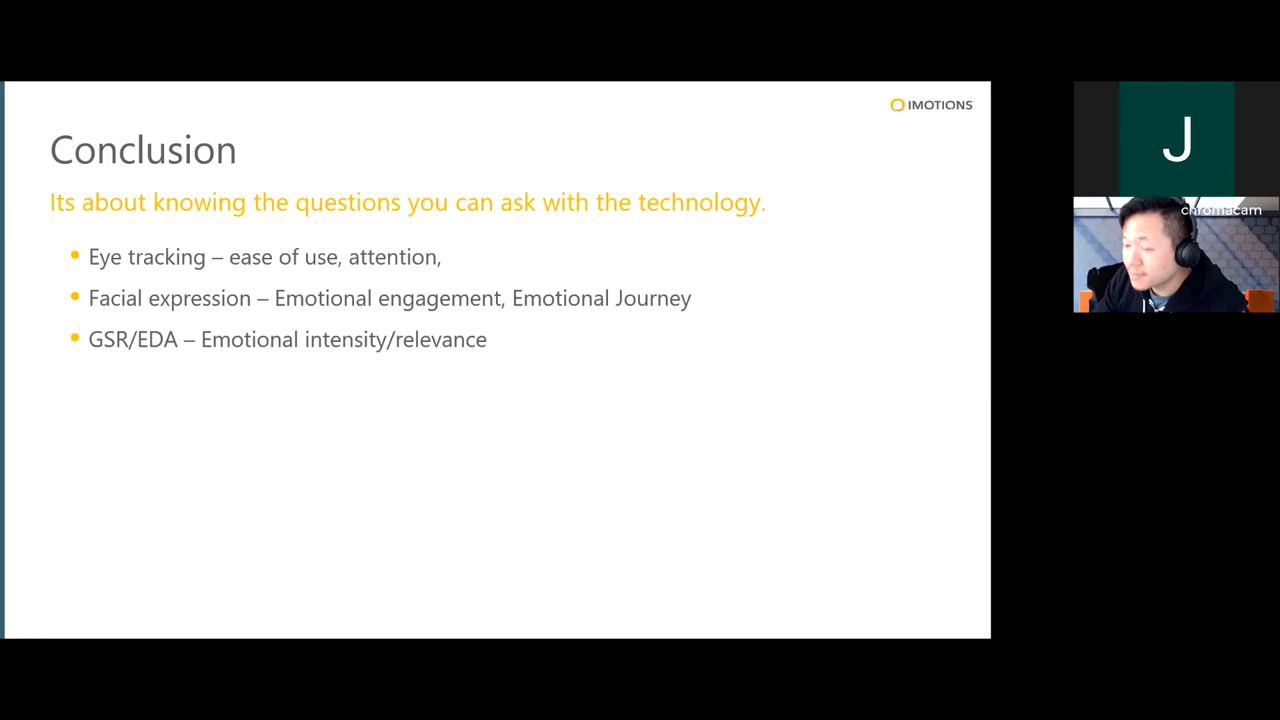 IMOTIONS
Conclusion
Its about knowing the questions you can ask with the technology.
Eye tracking – ease of use, attention,
Facial expression – Emotional engagement, Emotional Journey
GSR/EDA – Emotional intensity/relevance
J
chromacam